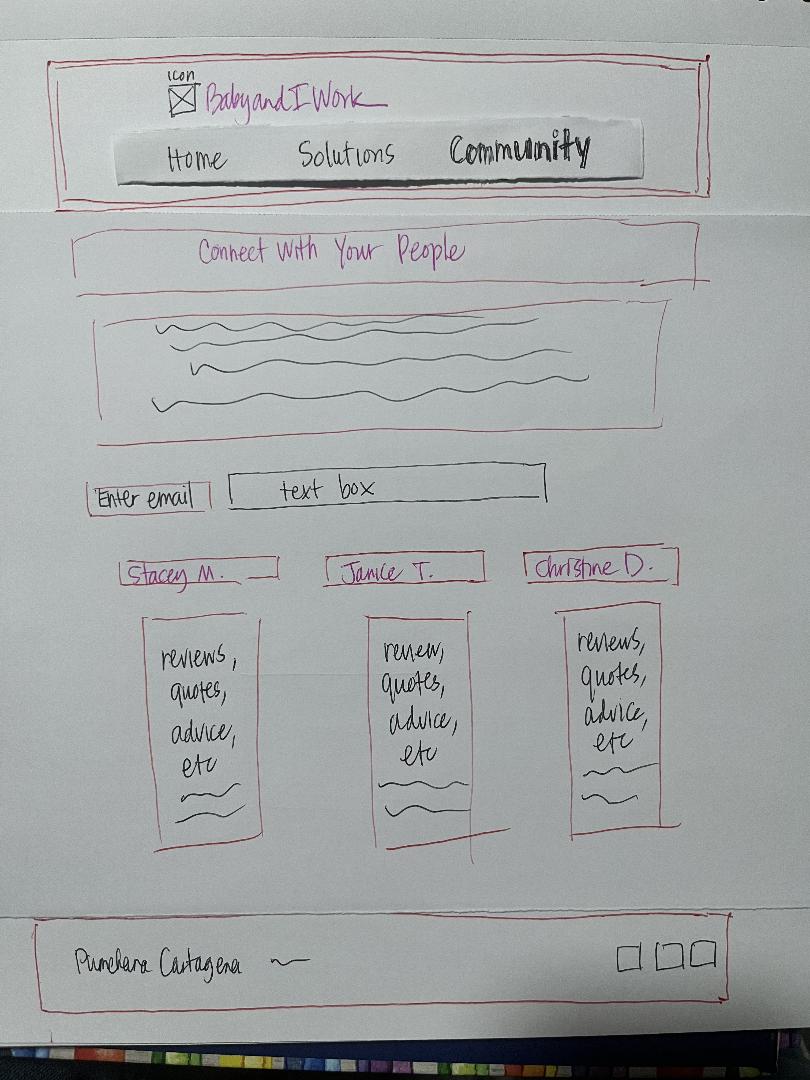 icon
BabyandIWork
Home Solutions Community
Connect With Your People
Enter email text box
Stacey M. Janice T. Christine D.
reviews,
quotes,
advice,
etc
review,
quotes,
advice,
etc
reviews,
quotes,
advice,
etc
Cartagena